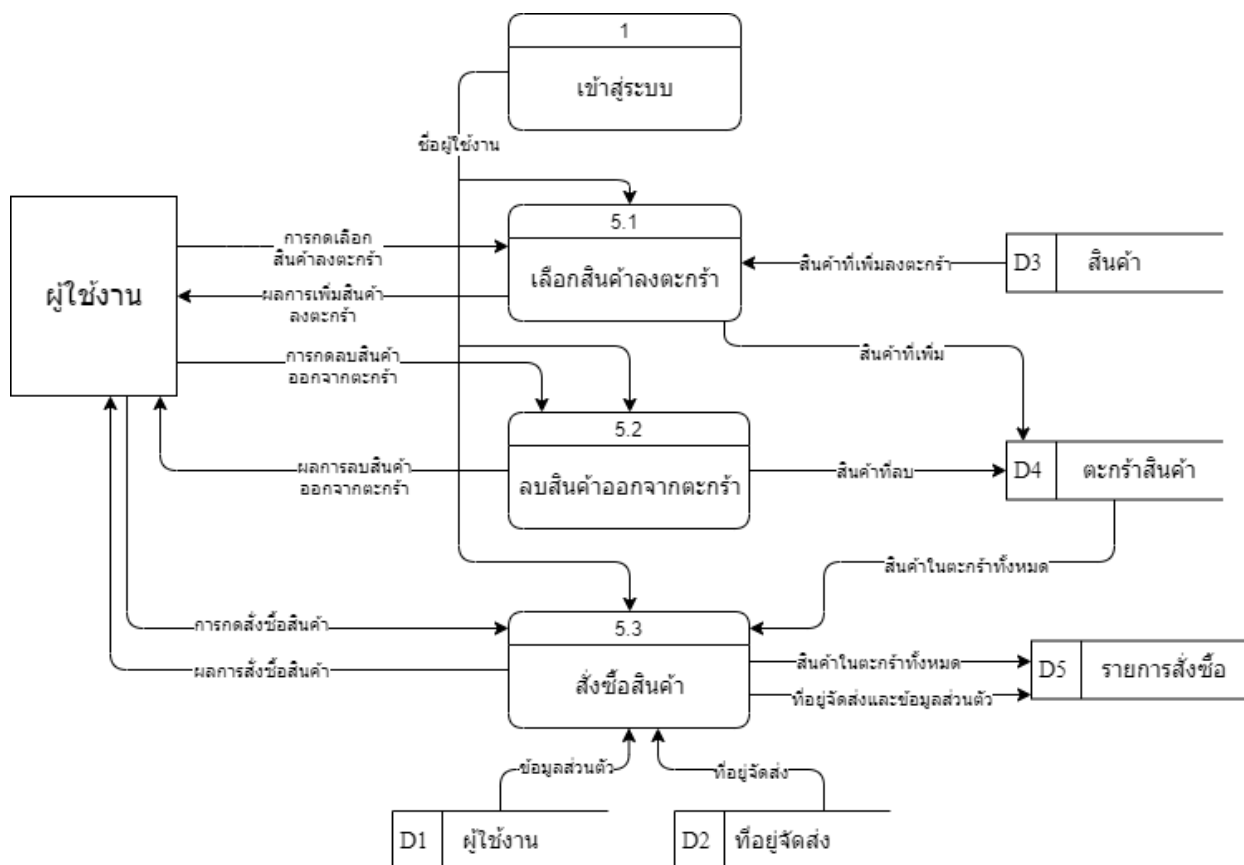 1
เข้าสู่ระบบ
ชื่อผู้ใช้งาน
5.1
เลือกสินค้าลงตะกร้า
ผู้ใช้งาน
การกดเลือก
สินค้าลงตะกร้า
ผลการเพิ่มสินค้า
ลงตะกร้า
สินค้าที่เพิ่มลงตะกร้า
D3 สินค้า
การกดลบสินค้า
ออกจากตะกร้า
สินค้าที่เพิ่ม
5.2
ลบสินค้าออกจากตะกร้า
ผลการลบสินค้า
ออกจากตะกร้า
สินค้าที่ลบ
D4 ตะกร้าสินค้า
สินค้าในตะกร้าทั้งหมด
5.3
สั่งซื้อสินค้า
การกดสั่งซื้อสินค้า
ผลการสั่งซื้อสินค้า
สินค้าในตะกร้าทั้งหมด
ที่อยู่จัดส่งและข้อมูลส่วนตัว
D5 รายการสั่งซื้อ
ข้อมูลส่วนตัว
ที่อยู่จัดส่ง
D1 ผู้ใช้งาน
D2 ที่อยู่จัดส่ง